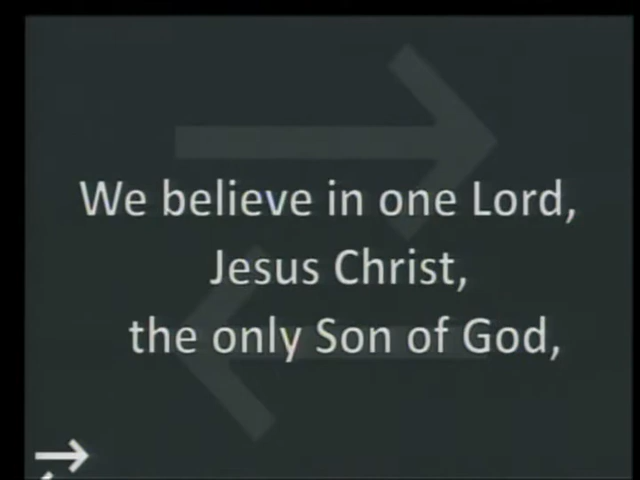 We believe in one Lord,
Jesus Christ,
the only Son of God,